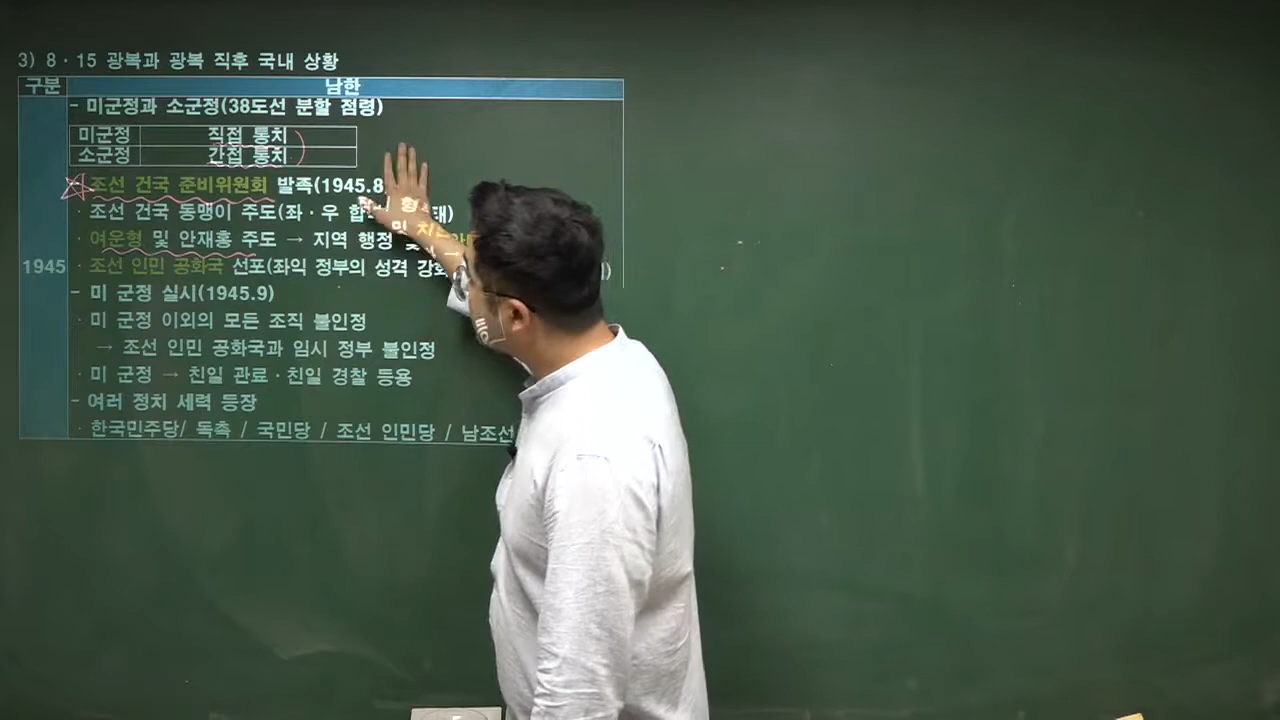 3) 8·15 광복과 광복 직후 국내 상황
구분 남한
- 미군정과 소군정(38도선 분할 점령)
미군정 직접 통치
소군정 간접 통치
· 조선 건국 준비위원회 발족(1945.8
· 조선 건국 동맹이 주도(좌·우 합 형태)
· 여운형 및 안재홍 주도 → 지역 행정 및 치
1945
· 조선 인민 공화국 선포(좌익 정부의 성격 강화 )
- 미 군정 실시(1945.9)
· 미 군정 이외의 모든 조직 불인정
→ 조선 인민 공화국과 임시 정부 불인정
· 미 군정 → 친일 관료·친일 경찰 등용
- 여러 정치 세력 등장
· 한국민주당/ 독촉 / 국민당 / 조선 인민당 / 남조선